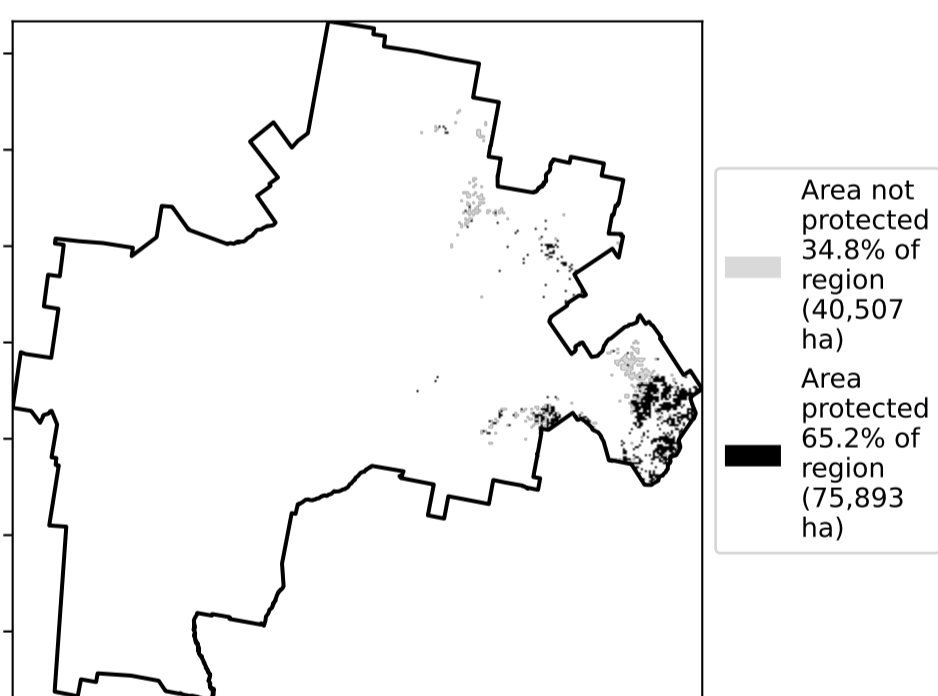 Area not
protected
34.8% of
region
(40,507
ha)
Area
protected
65.2% of
region
(75,893
ha)